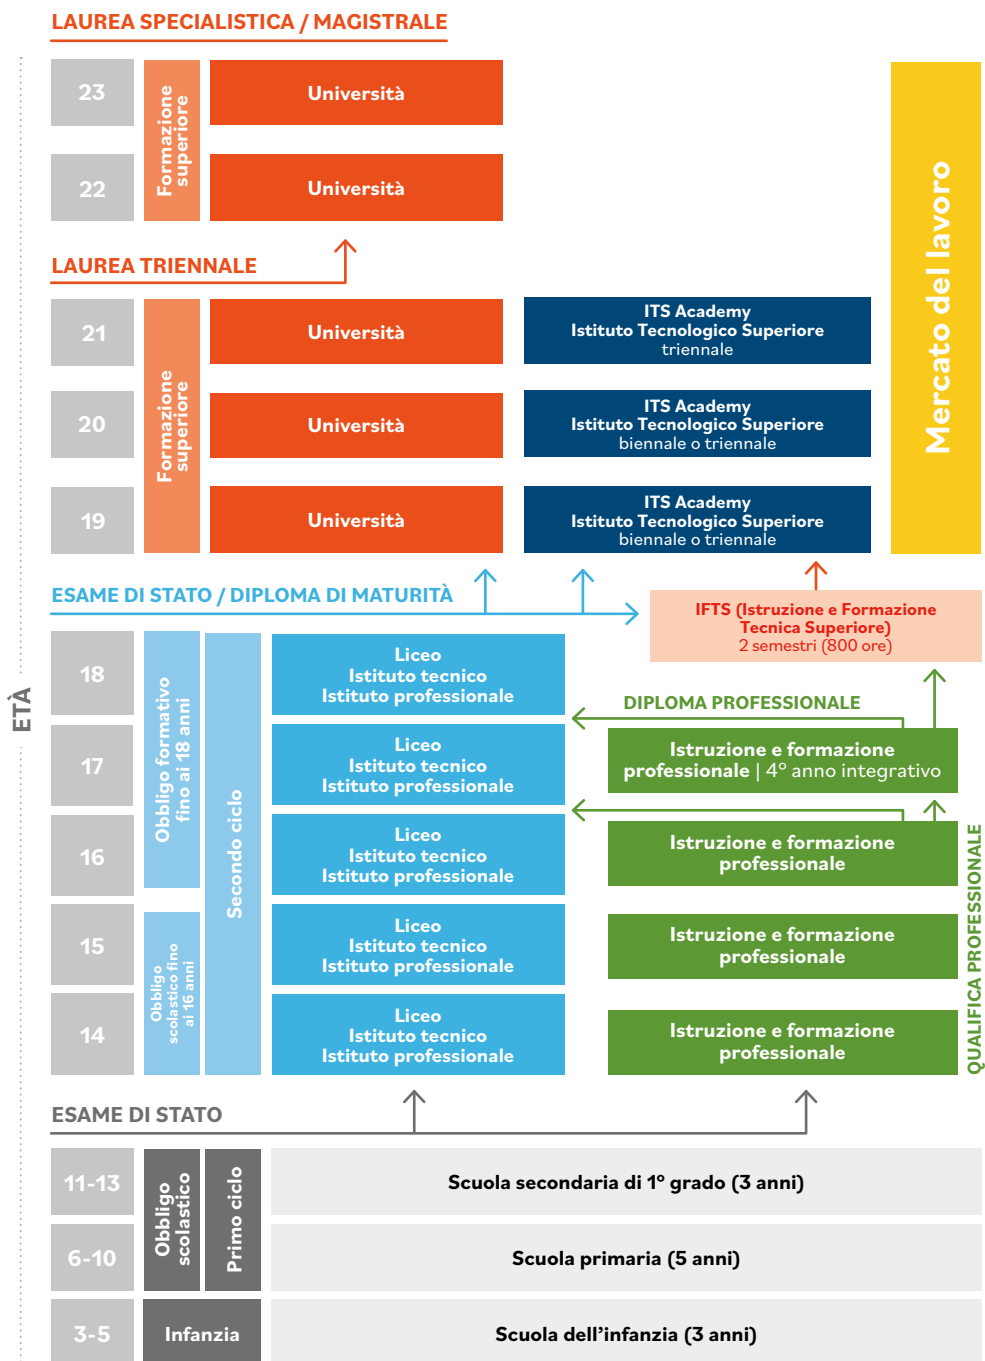 LAUREA SPECIALISTICA / MAGISTRALE
23
Formazione
superiore
Università
22
Università
Mercato del lavoro
LAUREA TRIENNALE
21
Formazione
superiore
Università
ITS Academy
Istituto Tecnologico Superiore
triennale
20
Università
ITS Academy
Istituto Tecnologico Superiore
biennale o triennale
19
Università
ITS Academy
Istituto Tecnologico Superiore
biennale o triennale
ESAME DI STATO / DIPLOMA DI MATURITÀ
IFTS (Istruzione e Formazione
Tecnica Superiore)
2 semestri (800 ore)
ETÀ
18
Obbligo formativo
fino ai 18 anni
Secondo ciclo
Liceo
Istituto tecnico
Istituto professionale
DIPLOMA PROFESSIONALE
17
Liceo
Istituto tecnico
Istituto professionale
Istruzione e formazione
professionale | 4° anno integrativo
16
Liceo
Istituto tecnico
Istituto professionale
Istruzione e formazione
professionale
QUALIFICA PROFESSIONALE
15
Obbligo
scolastico fino
ai 16 anni
Liceo
Istituto tecnico
Istituto professionale
Istruzione e formazione
professionale
14
Liceo
Istituto tecnico
Istituto professionale
Istruzione e formazione
professionale
ESAME DI STATO
11-13
Obbligo
scolastico
Primo ciclo
Scuola secondaria di 1° grado (3 anni)
6-10
Scuola primaria (5 anni)
3-5
Infanzia
Scuola dell’infanzia (3 anni)